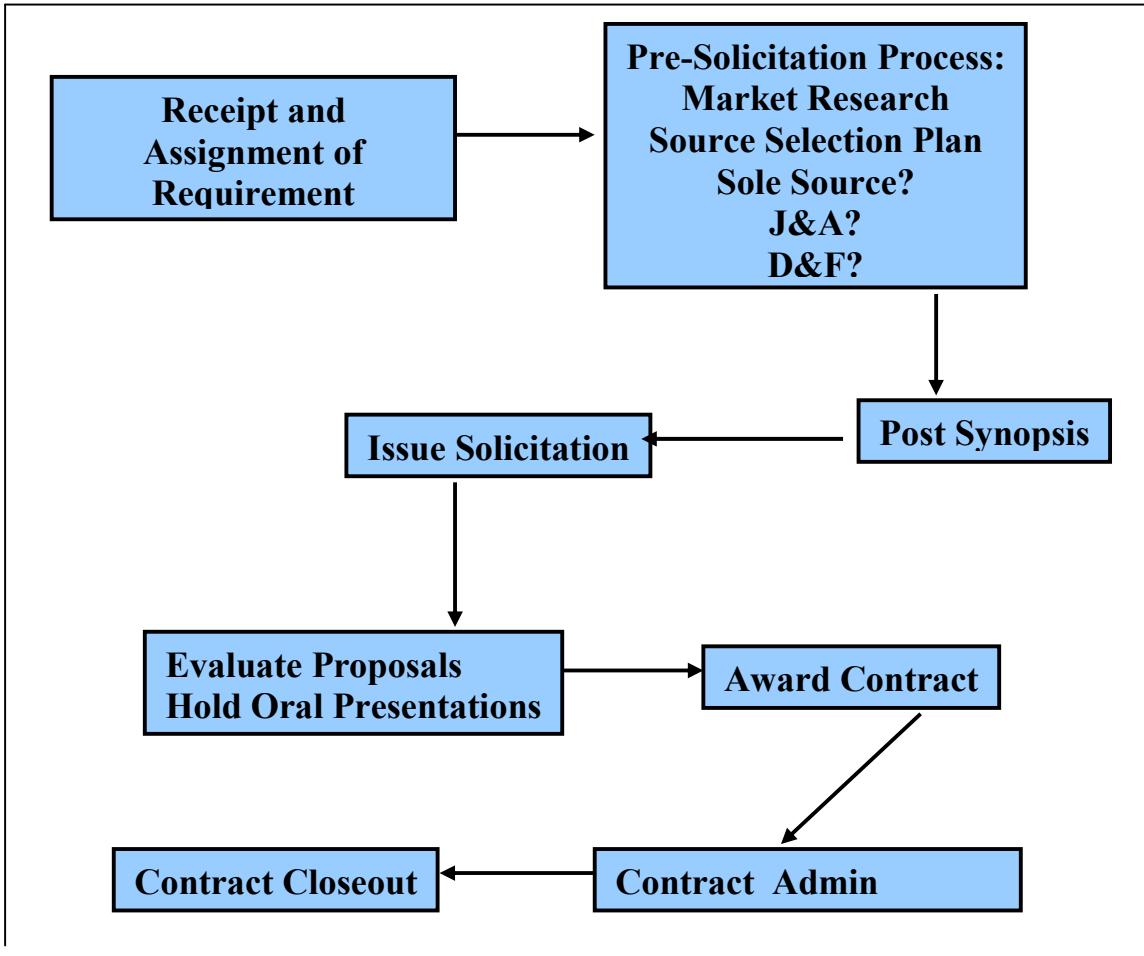 Receipt and
Assignment of
Requirement
Pre-Solicitation Process:
Market Research
Source Selection Plan
Sole Source?
J&A?
D&F?
Post Synopsis
Issue Solicitation
Evaluate Proposals
Hold Oral Presentations
Award Contract
Contract Admin
Contract Closeout